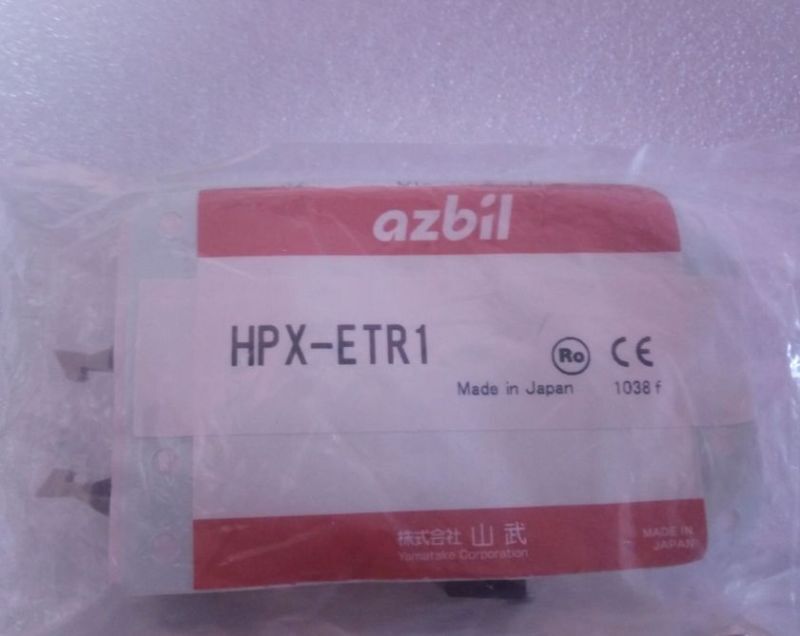 azbil
HPX-ETR1
Ro CE
Made in Japan 1038 f
株式会社 山武
Yamatake Corporation
MADE IN
JAPAN